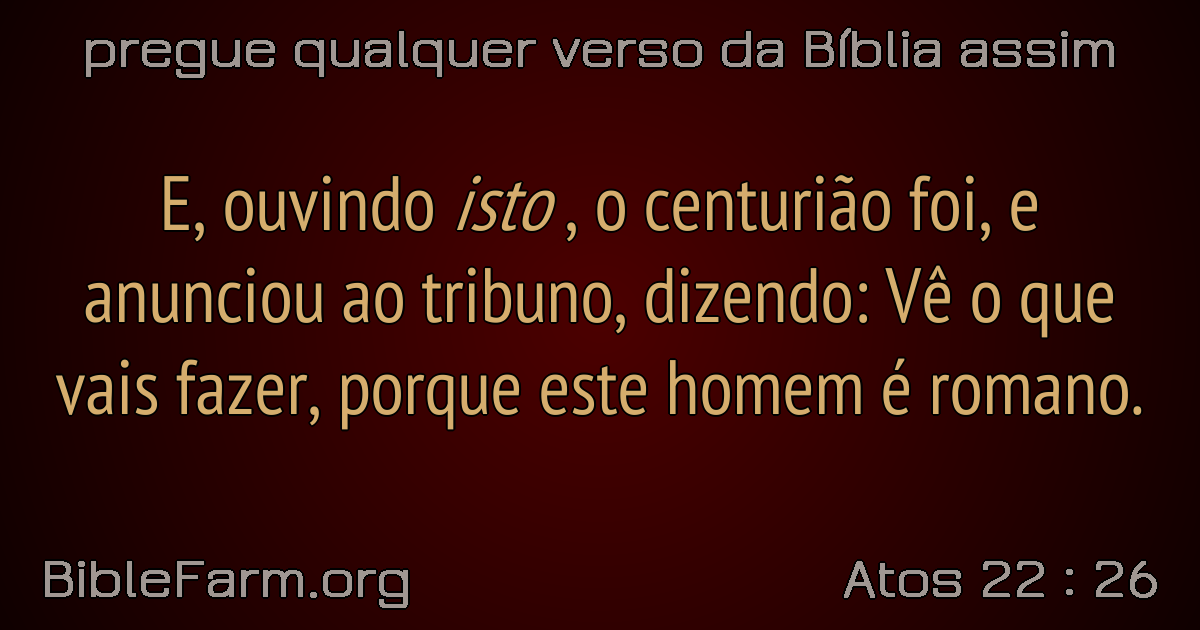 pregue qualquer verso da Bíblia assim
E, ouvindo isto , o centurião foi, e
anunciou ao tribuno, dizendo: Vê o que
vais fazer, porque este homem é romano.
BibleFarm.org
Atos 22 : 26